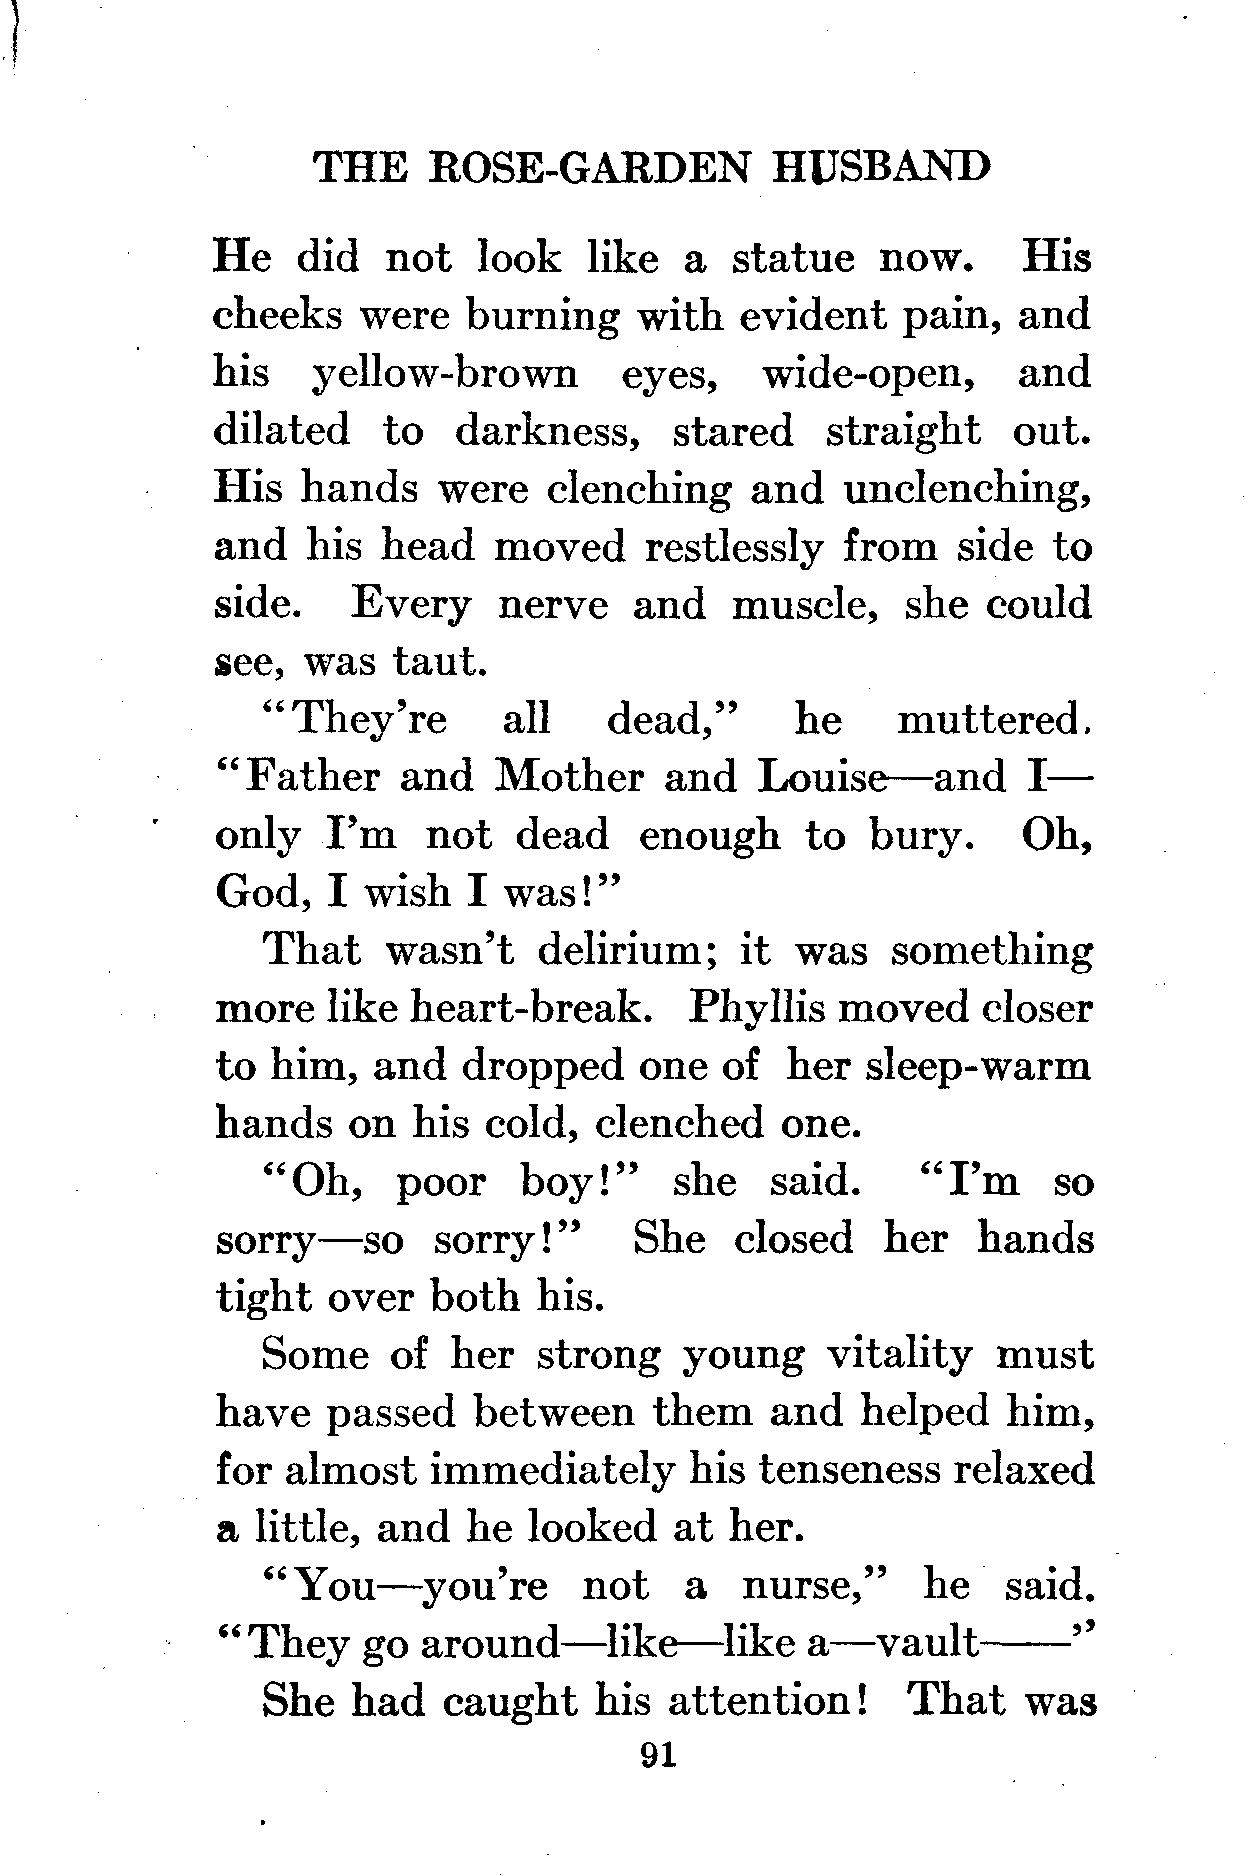 THE ROSE-GARDEN HUSBAND
He did not look like a statue now. His
cheeks were burning with evident pain, and
his yellow-brown eyes, wide-open, and
dilated to darkness, stared straight out.
His hands were clenching and unclenching,
and his head moved restlessly from side to
side. Every nerve and muscle, she could
see, was taut.
“They’re all dead,” he muttered.
“Father and Mother and Louise—and I—
only I’m not dead enough to bury. Oh,
God, I wish I was!”
That wasn’t delirium; it was something
more like heart-break. Phyllis moved closer
to him, and dropped one of her sleep-warm
hands on his cold, clenched one.
“Oh, poor boy!” she said. “I’m so
sorry—so sorry!” She closed her hands
tight over both his.
Some of her strong young vitality must
have passed between them and helped him,
for almost immediately his tenseness relaxed
a little, and he looked at her.
“You—you’re not a nurse,” he said.
“They go around—like—like a—vault——”
She had caught his attention! That was
91